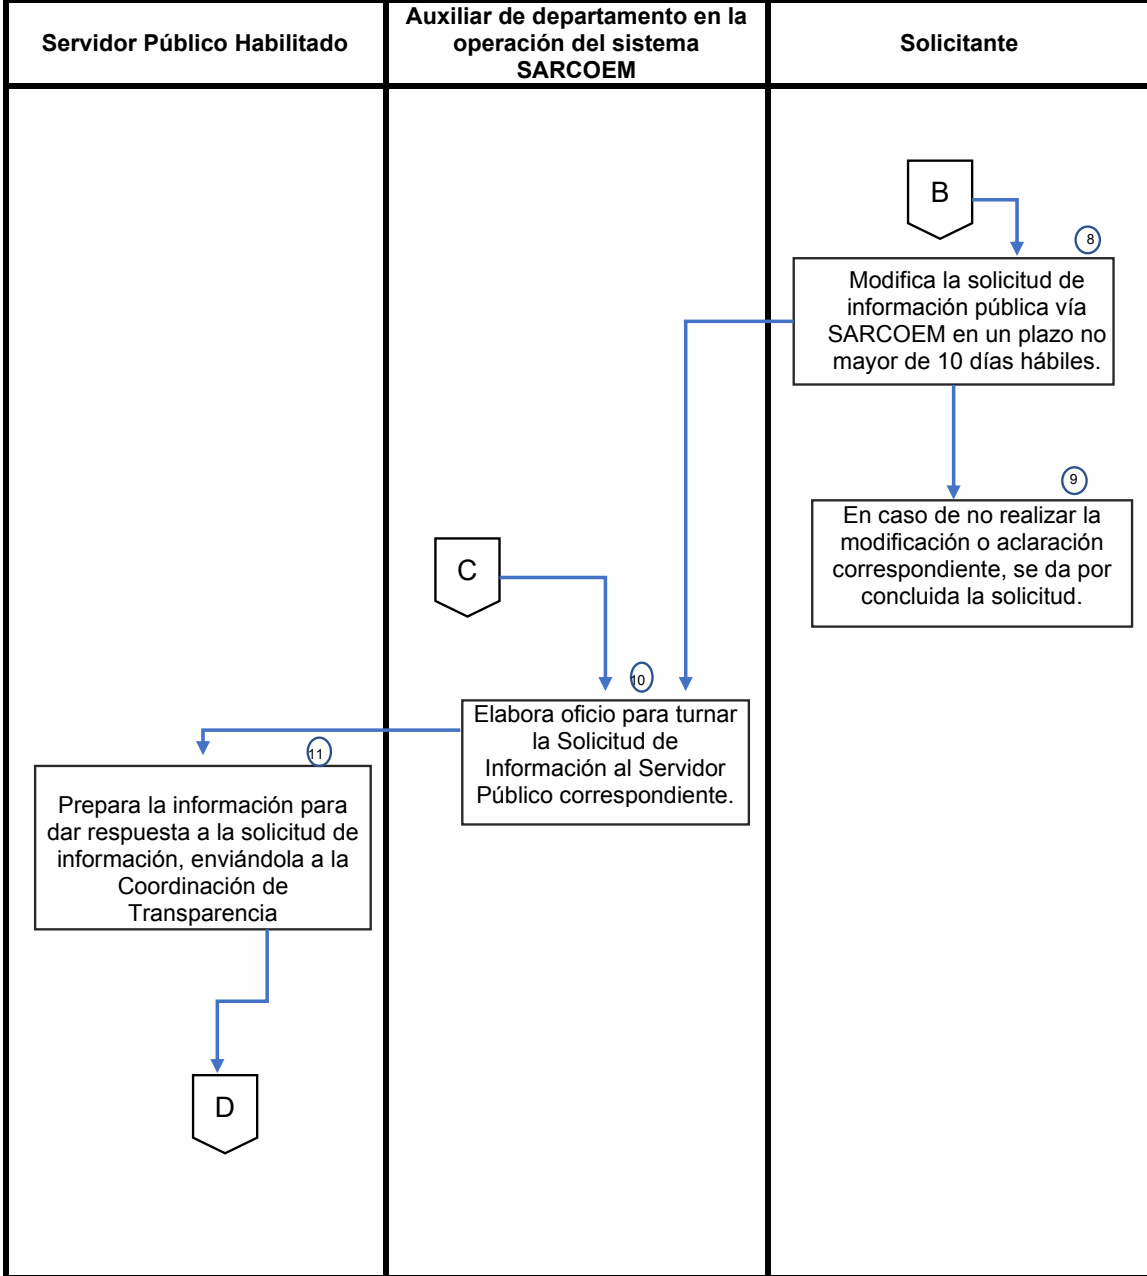 Servidor Público Habilitado
Auxiliar de departamento en la
operación del sistema
SARCOEM
Solicitante
B
8
Modifica la solicitud de
información pública vía
SARCOEM en un plazo no
mayor de 10 días hábiles.
9
En caso de no realizar la
modificación o aclaración
correspondiente, se da por
concluida la solicitud.
C
10
Elabora oficio para turnar
la Solicitud de
Información al Servidor
Público correspondiente.
11
Prepara la información para
dar respuesta a la solicitud de
información, enviándola a la
Coordinación de
Transparencia
D